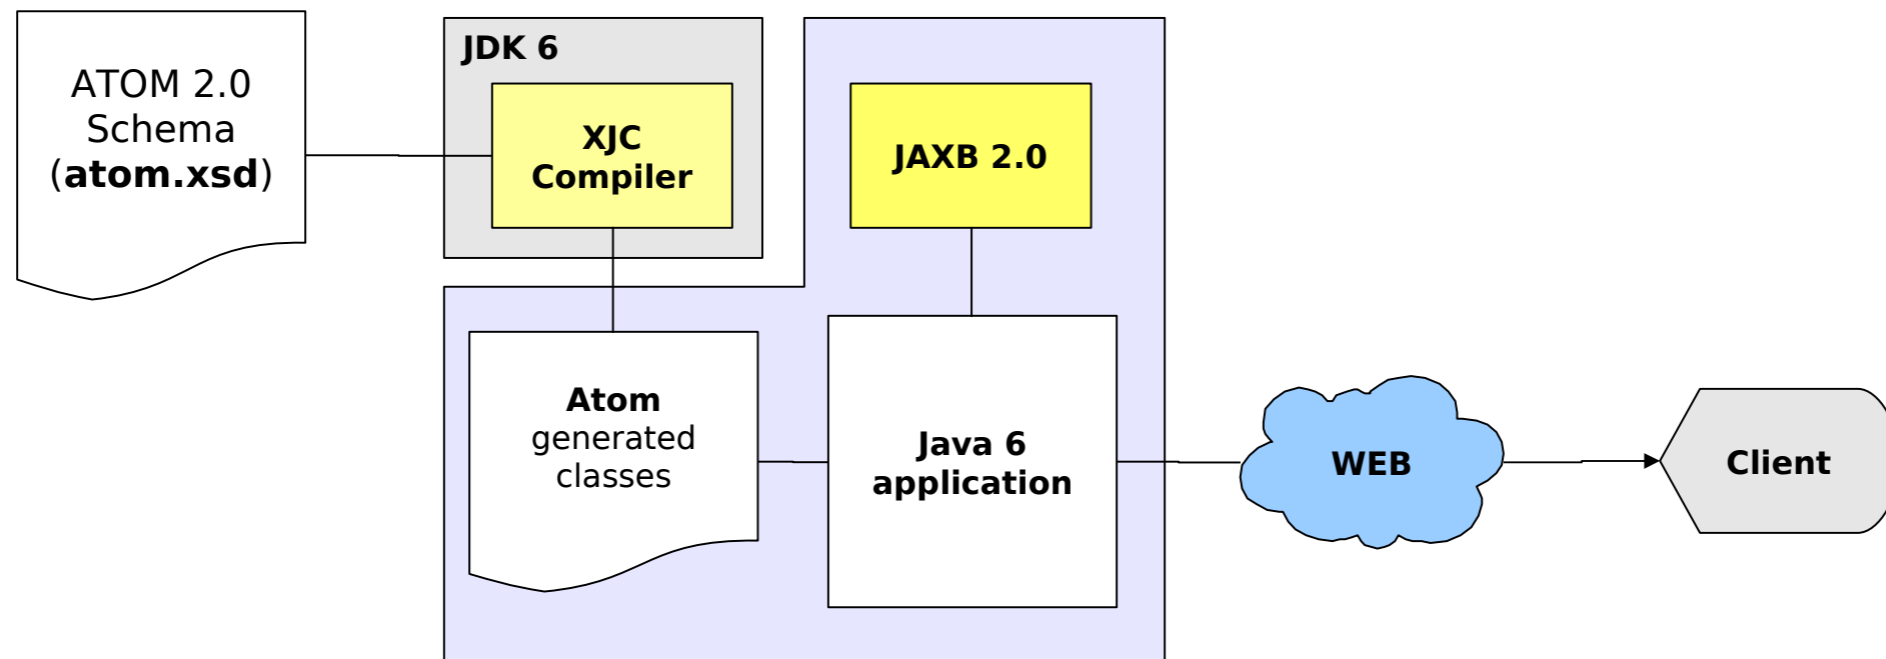 ATOM 2.0
Schema
(atom.xsd)
JDK 6
XJC
Compiler
JAXB 2.0
Atom
generated
classes
Java 6
application
WEB
Client